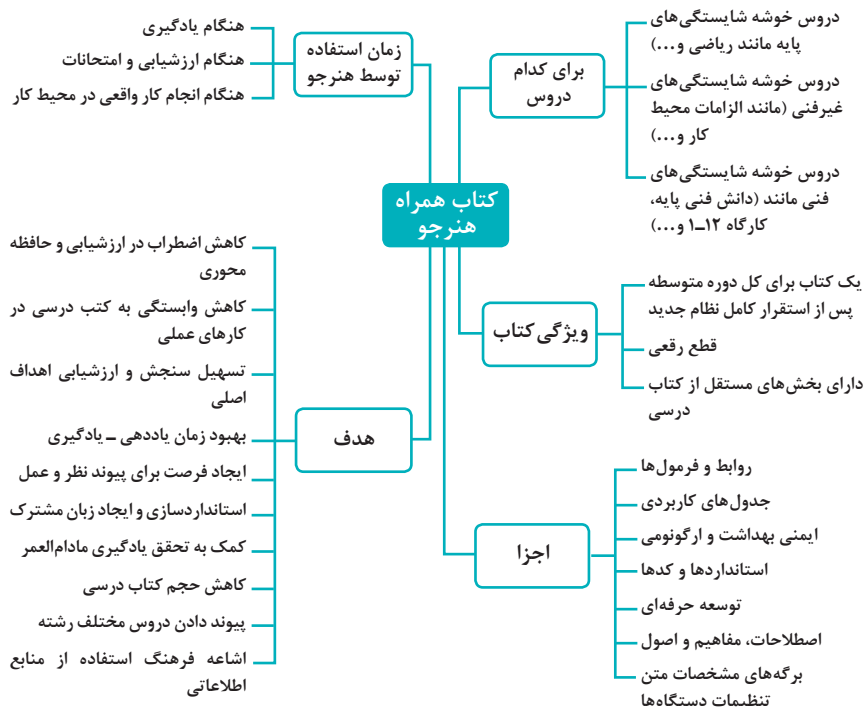 کتاب همراه
هنرجو
برای کدام
دروس
دروس خوشه شایستگی‌های
پایه مانند ریاضی و...)
دروس خوشه شایستگی‌های
غیرفنی (مانند الزامات محیط
کار و...)
دروس خوشه شایستگی‌های
فنی مانند (دانش فنی پایه،
کارگاه ۱۲ـ۱ و...)
ویژگی کتاب
یک کتاب برای کل دوره متوسطه
پس از استقرار کامل نظام جدید
قطع رقعی
دارای بخش‌های مستقل از کتاب
درسی
اجزا
روابط و فرمول‌ها
جدول‌های کاربردی
ایمنی بهداشت و ارگونومی
استانداردها و کدها
توسعه حرفه‌ای
اصطلاحات، مفاهیم و اصول
برگه‌های مشخصات متن
تنظیمات دستگاه‌ها
زمان استفاده
توسط هنرجو
هنگام یادگیری
هنگام ارزشیابی و امتحانات
هنگام انجام کار واقعی در محیط کار
هدف
کاهش اضطراب در ارزشیابی و حافظه
محوری
کاهش وابستگی به کتب درسی در
کارهای عملی
تسهیل سنجش و ارزشیابی اهداف
اصلی
بهبود زمان یاددهی ـ یادگیری
ایجاد فرصت برای پیوند نظر و عمل
استانداردسازی و ایجاد زبان مشترک
کمک به تحقق یادگیری مادام‌العمر
کاهش حجم کتاب درسی
پیوند دادن دروس مختلف رشته
اشاعه فرهنگ استفاده از منابع
اطلاعاتی